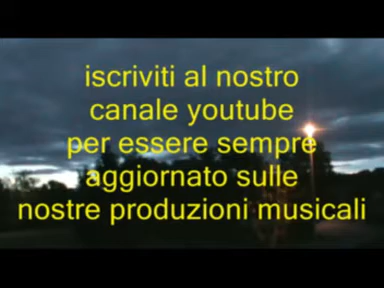 iscriviti al nostro
canale youtube
per essere sempre
aggiornato sulle
nostre produzioni musicali